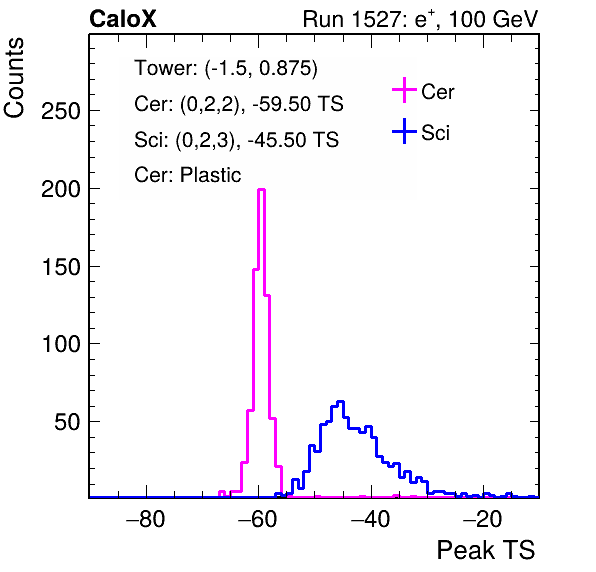 CaloX Run 1527: e⁺, 100 GeV
Counts
Tower: (-1.5, 0.875)
Cer: (0,2,2), -59.50 TS
Sci: (0,2,3), -45.50 TS
Cer: Plastic
Cer
Sci
250
200
150
100
50
−80 −60 −40 −20
Peak TS